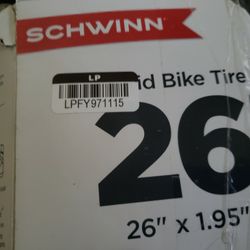 SCHWINN
LP
LPFY971115
id Bike Tire
26
26" x 1.95"